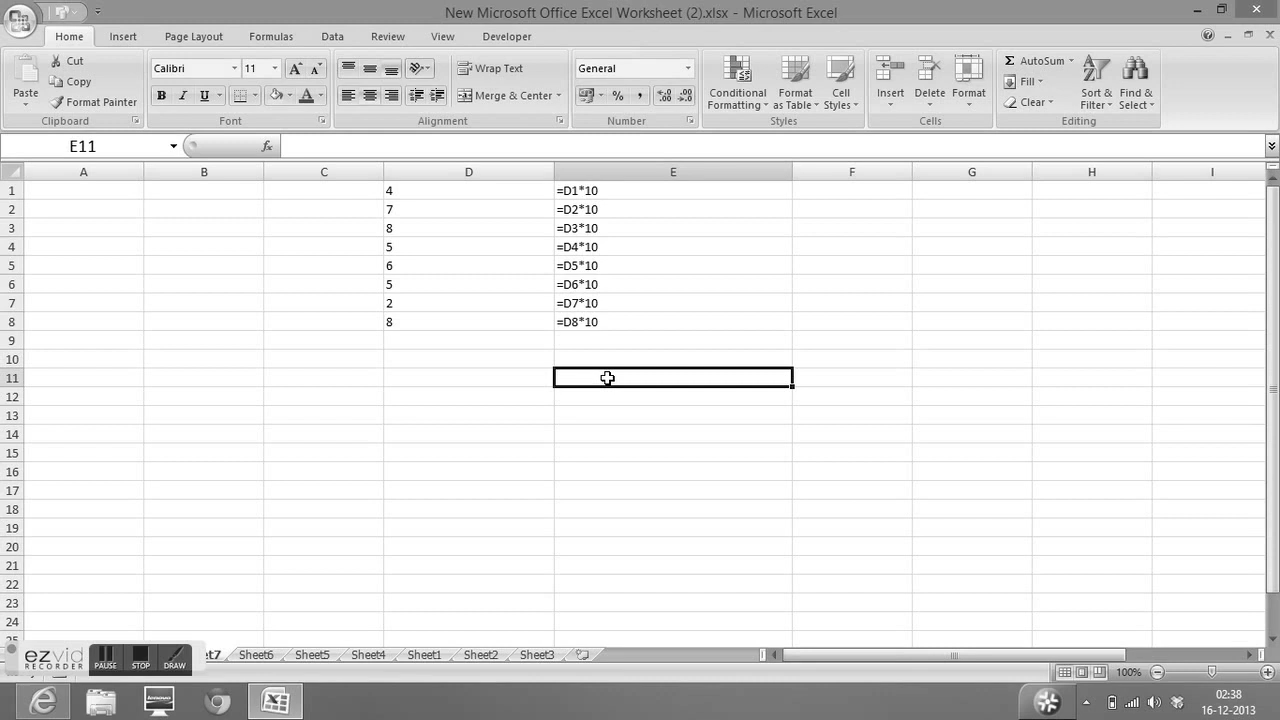 New Microsoft Office Excel Worksheet (2).xlsx - Microsoft Excel
Home Insert Page Layout Formulas Data Review View Developer
Cut
Copy
Format Painter
Paste
Clipboard
Calibri 11
B I U A
Font
Wrap Text
Merge & Center
Alignment
General
% ,
Number
Conditional Formatting
Format as Table
Cell Styles
Styles
Insert Delete Format
Cells
Σ AutoSum
Fill
Clear
Sort & Filter
Find & Select
Editing
E11 fx
A B C D E F G H I
1 4 =D1*10
2 7 =D2*10
3 8 =D3*10
4 5 =D4*10
5 6 =D5*10
6 5 =D6*10
7 2 =D7*10
8 8 =D8*10
9
10
11
12
13
14
15
16
17
18
19
20
21
22
23
24
25
ezvid
RECORDER
PAUSE STOP DRAW
et7 Sheet6 Sheet5 Sheet4 Sheet1 Sheet2 Sheet3
100%
02:38
16-12-2013